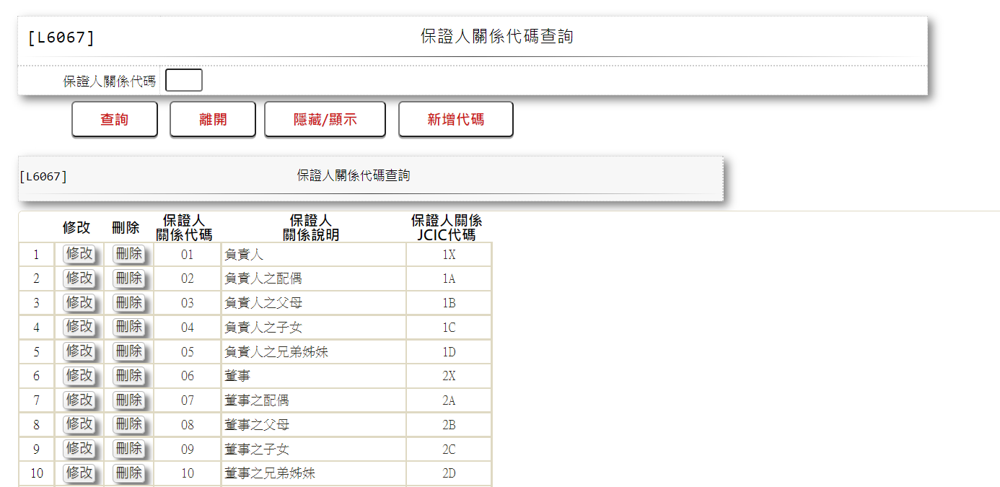 [L6067] 保證人關係代碼查詢
保證人關係代碼
查詢 離開 隱藏/顯示 新增代碼
[L6067] 保證人關係代碼查詢
修改 刪除 保證人關係代碼 保證人關係說明 保證人關係JCIC代碼
1 修改 刪除 01 負責人 1X
2 修改 刪除 02 負責人之配偶 1A
3 修改 刪除 03 負責人之父母 1B
4 修改 刪除 04 負責人之子女 1C
5 修改 刪除 05 負責人之兄弟姊妹 1D
6 修改 刪除 06 董事 2X
7 修改 刪除 07 董事之配偶 2A
8 修改 刪除 08 董事之父母 2B
9 修改 刪除 09 董事之子女 2C
10 修改 刪除 10 董事之兄弟姊妹 2D